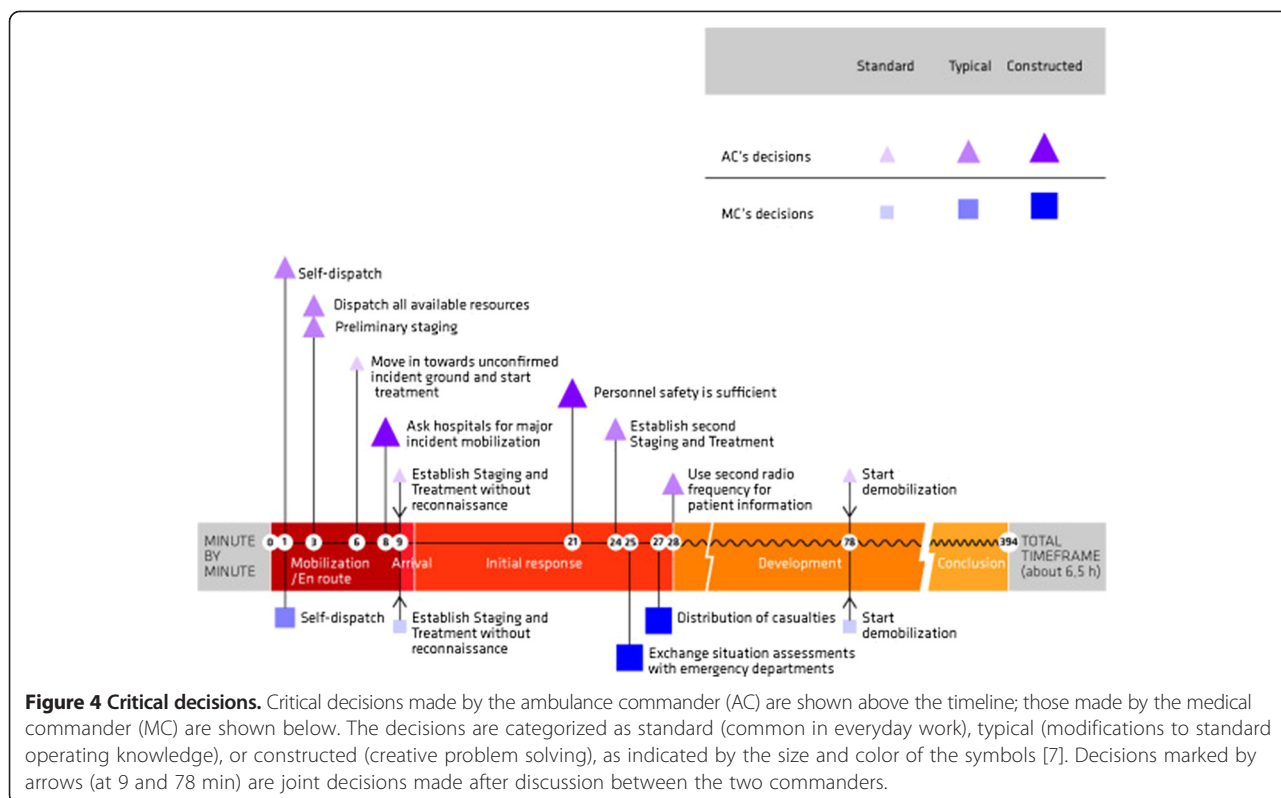 Standard Typical Constructed
AC's decisions
MC's decisions
Self-dispatch
Dispatch all available resources
Preliminary staging
Move in towards unconfirmed
incident ground and start
treatment
Personnel safety is sufficient
Ask hospitals for major
incident mobilization
Establish second
Staging and Treatment
Establish Staging and
Treatment without
reconnaissance
Use second radio
frequency for
patient information
Start
demobilization
MINUTE
BY
MINUTE
0 1 3 6 8 9 21 24 25 27 28 78 394
TOTAL
TIMEFRAME
(about 6,5 h)
Mobilization
/En route
Arrival
Initial response
Development
Conclusion
Self-dispatch
Establish Staging and
Treatment without
reconnaissance
Distribution of casualties
Start
demobilization
Exchange situation assessments
with emergency departments
Figure 4 Critical decisions. Critical decisions made by the ambulance commander (AC) are shown above the timeline; those made by the medical
commander (MC) are shown below. The decisions are categorized as standard (common in everyday work), typical (modifications to standard
operating knowledge), or constructed (creative problem solving), as indicated by the size and color of the symbols [7]. Decisions marked by
arrows (at 9 and 78 min) are joint decisions made after discussion between the two commanders.